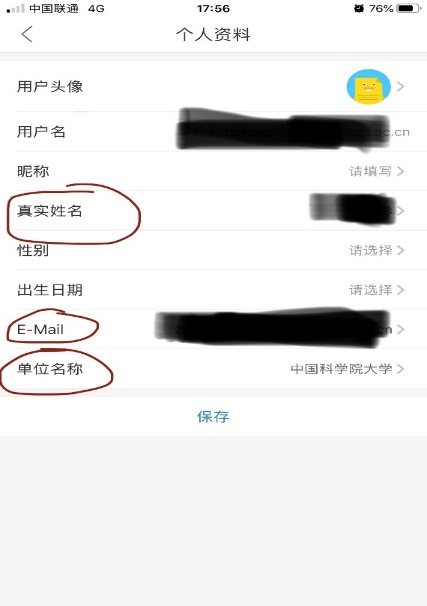 中国联通 4G 17:56 76%
个人资料
用户头像
用户名 .cn
昵称 请填写
真实姓名
性别 请选择
出生日期 请选择
E-Mail
单位名称 中国科学院大学
保存